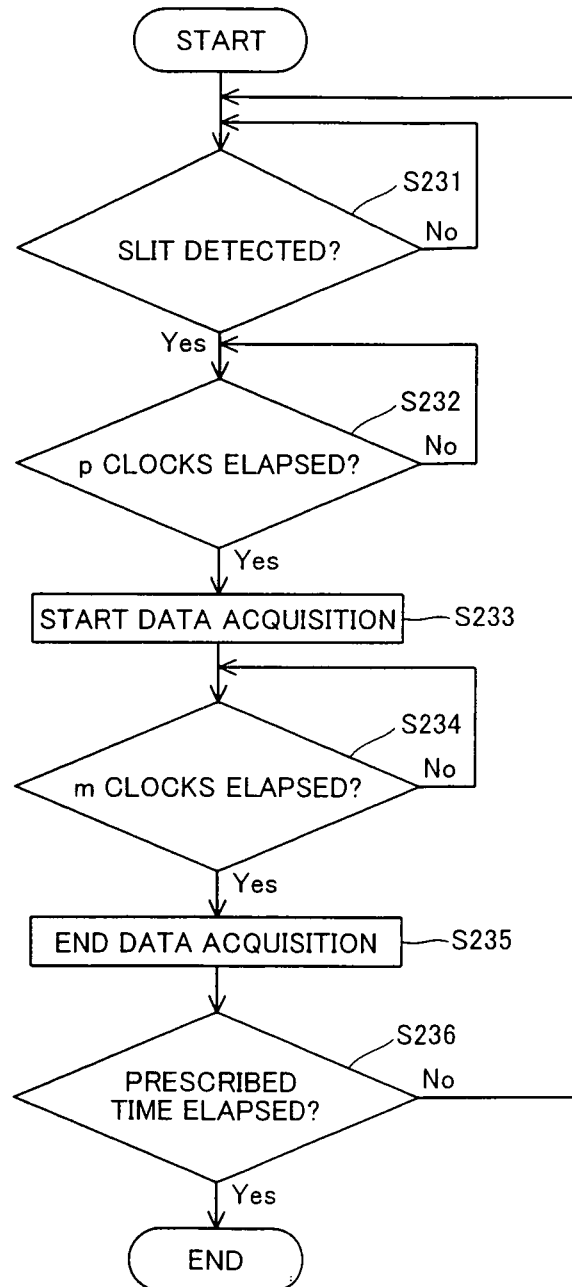 START
S231
SLIT DETECTED?
No
Yes
S232
p CLOCKS ELAPSED?
No
Yes
START DATA ACQUISITION
S233
S234
m CLOCKS ELAPSED?
No
Yes
END DATA ACQUISITION
S235
S236
PRESCRIBED
TIME ELAPSED?
No
Yes
END